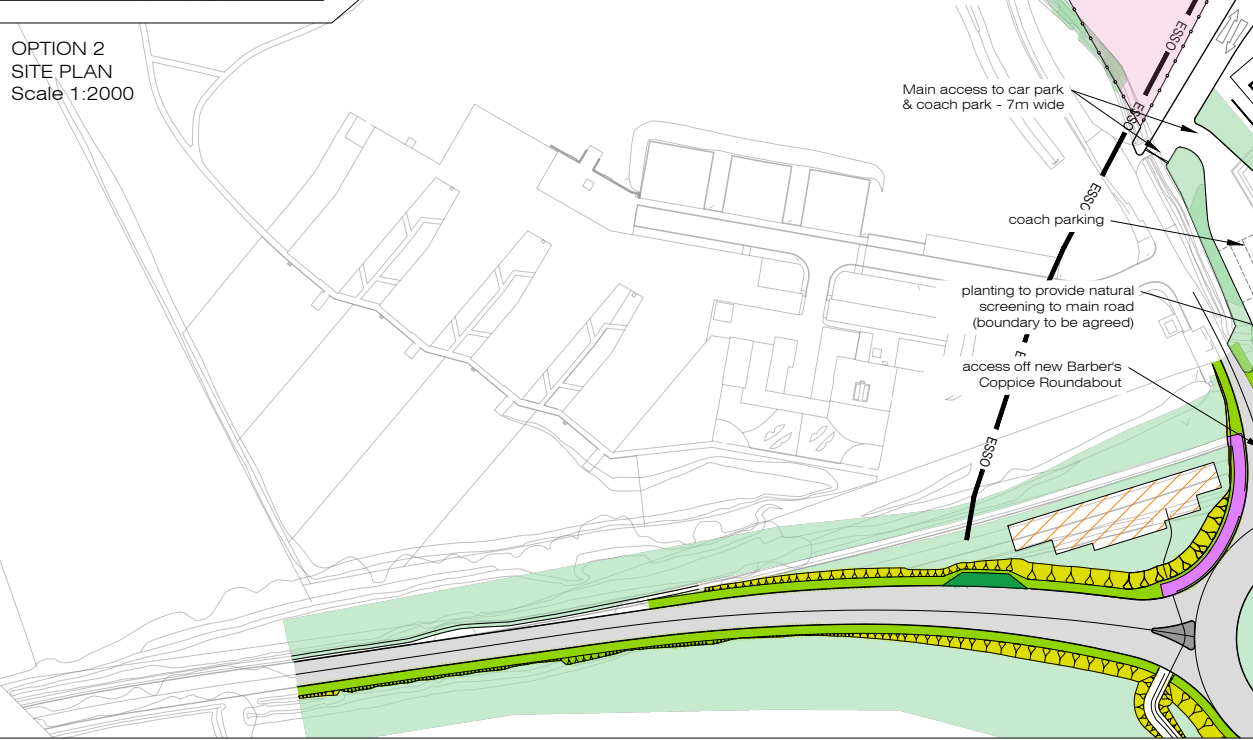 OPTION 2
SITE PLAN
Scale 1:2000
ESSO
Main access to car park
& coach park - 7m wide
ESSO
ESSO
coach parking
planting to provide natural
screening to main road
(boundary to be agreed)
E
access off new Barber's
Coppice Roundabout
ESSO